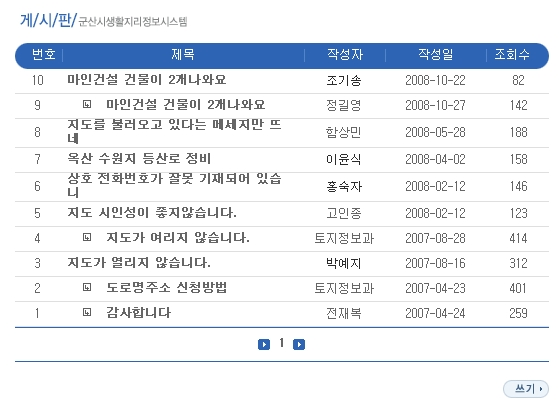 게/시/판/ 군산시생활지리정보시스템
번호 제목 작성자 작성일 조회수
10 마인건설 건물이 2개나와요 조기송 2008-10-22 82
9 마인건설 건물이 2개나와요 정길영 2008-10-27 142
8 지도를 불러오고 있다는 메세지만 뜨
네 함상민 2008-05-28 188
7 옥산 수원지 등산로 정비 이윤식 2008-04-02 158
6 상호 전화번호가 잘못 기재되어 있습
니 홍숙자 2008-02-12 146
5 지도 시인성이 좋지않습니다. 고인종 2008-02-12 123
4 지도가 여리지 않습니다. 토지정보과 2007-08-28 414
3 지도가 열리지 않습니다. 박예지 2007-08-16 312
2 도로명주소 신청방법 토지정보과 2007-04-23 401
1 감사합니다 전재복 2007-04-24 259
1
쓰기